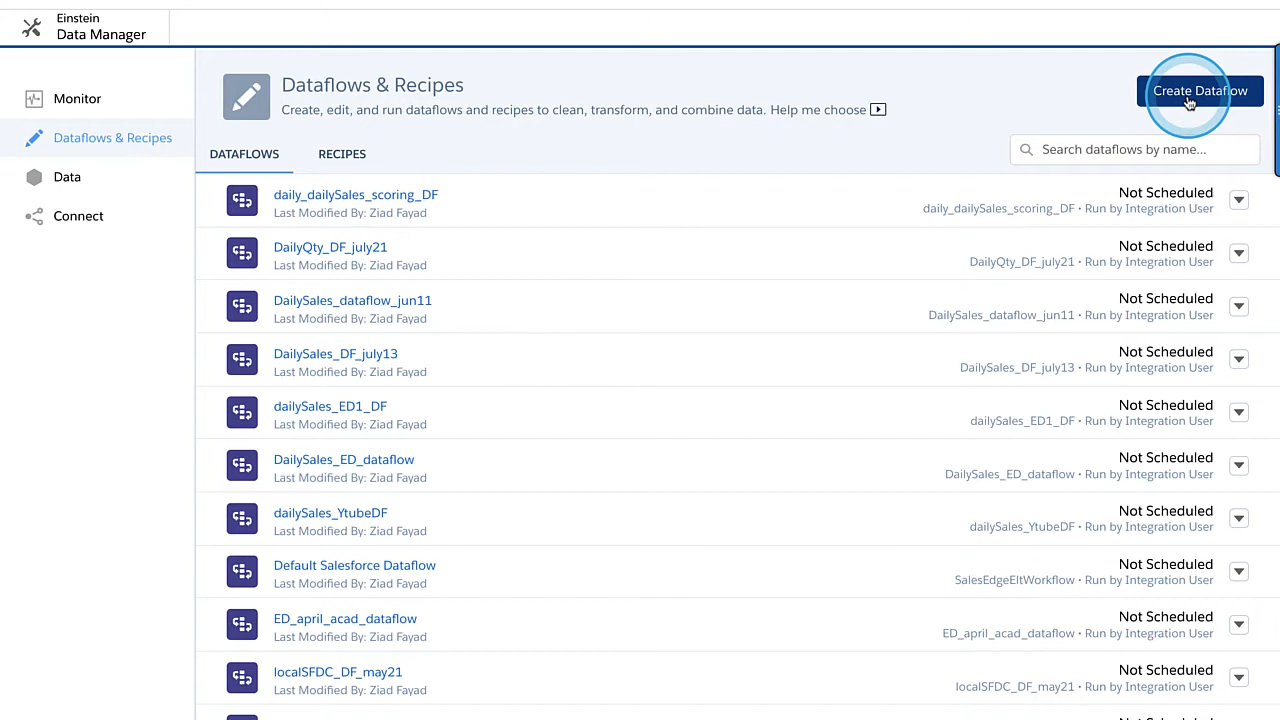 Einstein
Data Manager
Monitor
Dataflows & Recipes
Data
Connect
Dataflows & Recipes
Create, edit, and run dataflows and recipes to clean, transform, and combine data. Help me choose
Create Dataflow
DATAFLOWS
RECIPES
Search dataflows by name...
daily_dailySales_scoring_DF
Last Modified By: Ziad Fayad
Not Scheduled
daily_dailySales_scoring_DF • Run by Integration User
DailyQty_DF_july21
Last Modified By: Ziad Fayad
Not Scheduled
DailyQty_DF_july21 • Run by Integration User
DailySales_dataflow_jun11
Last Modified By: Ziad Fayad
Not Scheduled
DailySales_dataflow_jun11 • Run by Integration User
DailySales_DF_july13
Last Modified By: Ziad Fayad
Not Scheduled
DailySales_DF_july13 • Run by Integration User
dailySales_ED1_DF
Last Modified By: Ziad Fayad
Not Scheduled
dailySales_ED1_DF • Run by Integration User
DailySales_ED_dataflow
Last Modified By: Ziad Fayad
Not Scheduled
DailySales_ED_dataflow • Run by Integration User
dailySales_YtubeDF
Last Modified By: Ziad Fayad
Not Scheduled
dailySales_YtubeDF • Run by Integration User
Default Salesforce Dataflow
Last Modified By: Ziad Fayad
Not Scheduled
SalesEdgeEltWorkflow • Run by Integration User
ED_april_acad_dataflow
Last Modified By: Ziad Fayad
Not Scheduled
ED_april_acad_dataflow • Run by Integration User
localSFDC_DF_may21
Last Modified By: Ziad Fayad
Not Scheduled
localSFDC_DF_may21 • Run by Integration User